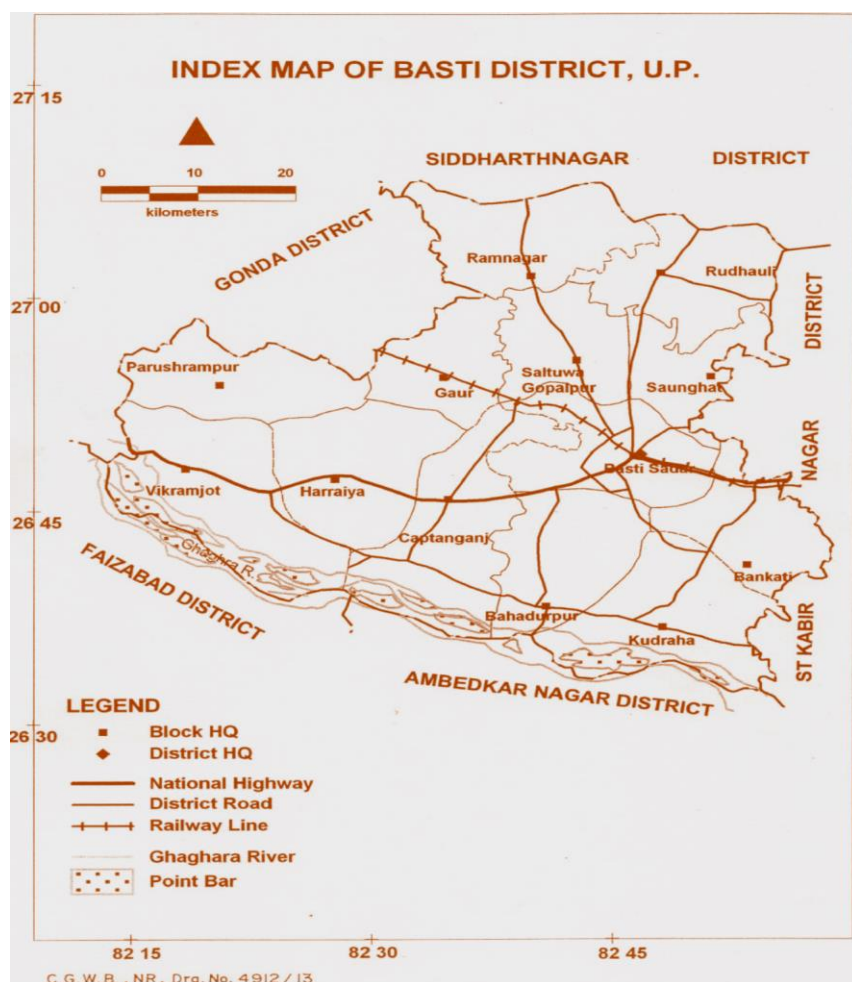 INDEX MAP OF BASTI DISTRICT, U.P.
27 15
SIDDHARTHNAGAR DISTRICT
0 10 20
kilometers
GONDA DISTRICT
Ramnagar
Rudhauli
27 00
DISTRICT
Parushrampur
Gaur
Saltuwa
Gopalpur
Saunghat
NAGAR
Basti Sadar
Vikramjot
Harraiya
26 45
Captanganj
Ghaghra R.
Bankati
FAIZABAD DISTRICT
Bahadurpur
Kudraha
ST KABIR
AMBEDKAR NAGAR DISTRICT
LEGEND
26 30
Block HQ
District HQ
National Highway
District Road
Railway Line
Ghaghara River
Point Bar
82 15 82 30 82 45
C.G.W.B., NR, Drg. No. 4912/13